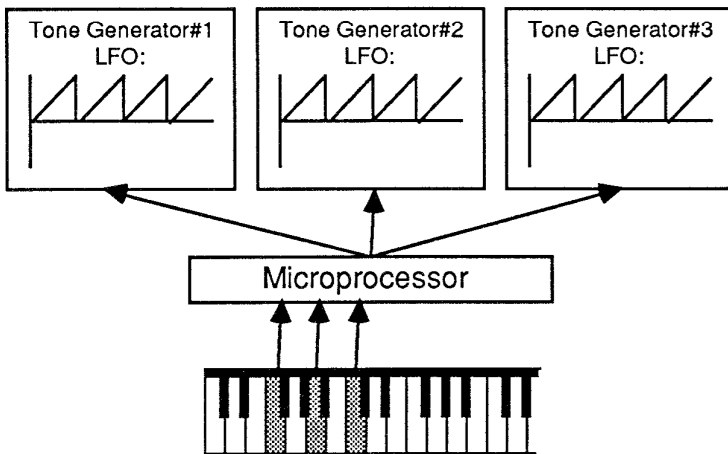 Tone Generator#1
LFO:
Tone Generator#2
LFO:
Tone Generator#3
LFO:
Microprocessor